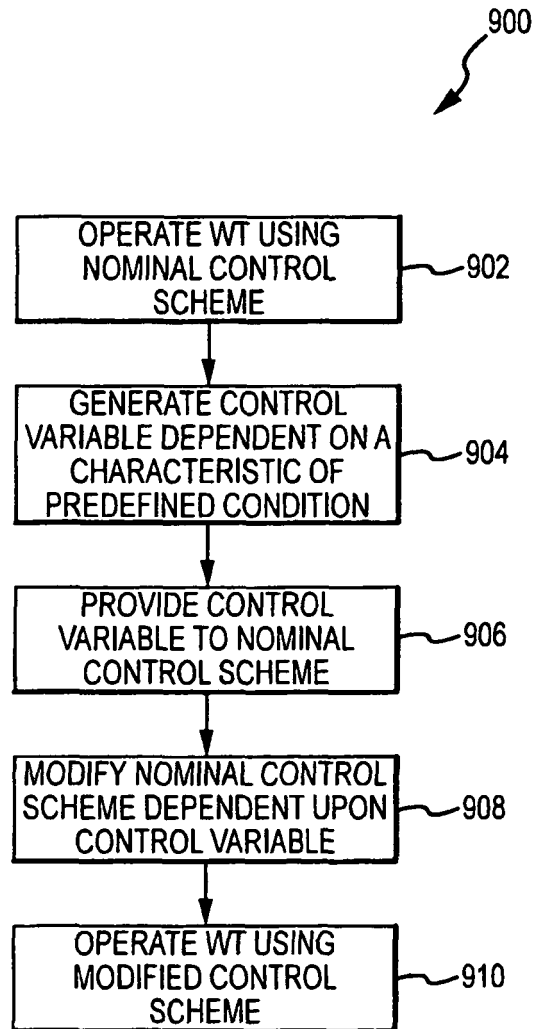 900
OPERATE WT USING
NOMINAL CONTROL
SCHEME
902
GENERATE CONTROL
VARIABLE DEPENDENT ON A
CHARACTERISTIC OF
PREDEFINED CONDITION
904
PROVIDE CONTROL
VARIABLE TO NOMINAL
CONTROL SCHEME
906
MODIFY NOMINAL CONTROL
SCHEME DEPENDENT UPON
CONTROL VARIABLE
908
OPERATE WT USING
MODIFIED CONTROL
SCHEME
910